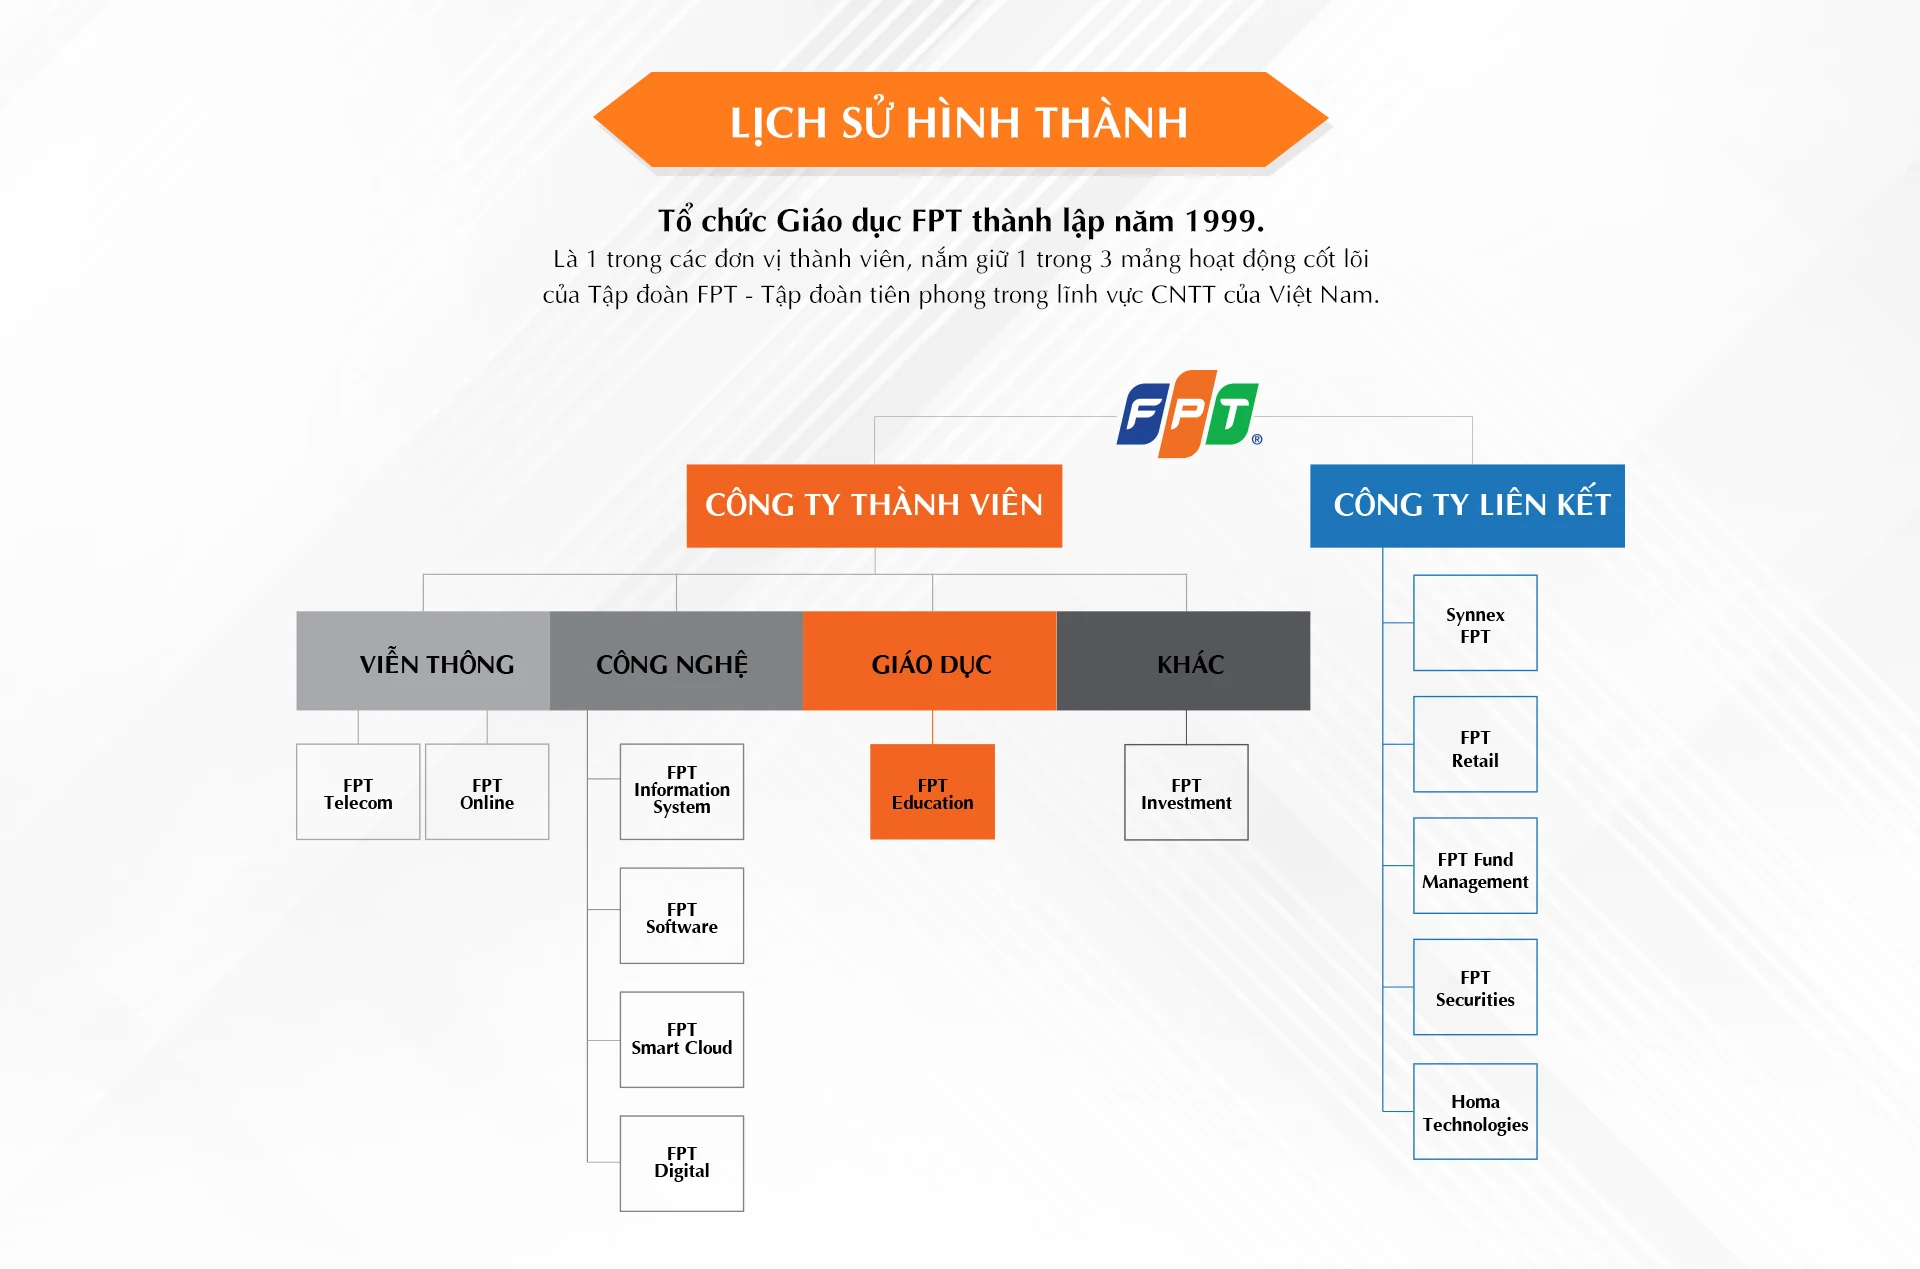 LỊCH SỬ HÌNH THÀNH
Tổ chức Giáo dục FPT thành lập năm 1999.
Là 1 trong các đơn vị thành viên, nắm giữ 1 trong 3 mảng hoạt động cốt lõi
của Tập đoàn FPT - Tập đoàn tiên phong trong lĩnh vực CNTT của Việt Nam.
FPT®
CÔNG TY THÀNH VIÊN
CÔNG TY LIÊN KẾT
VIỄN THÔNG
CÔNG NGHỆ
GIÁO DỤC
KHÁC
FPT
Telecom
FPT
Online
FPT
Information
System
FPT
Software
FPT
Smart Cloud
FPT
Digital
FPT
Education
FPT
Investment
Synnex
FPT
FPT
Retail
FPT Fund
Management
FPT
Securities
Homa
Technologies